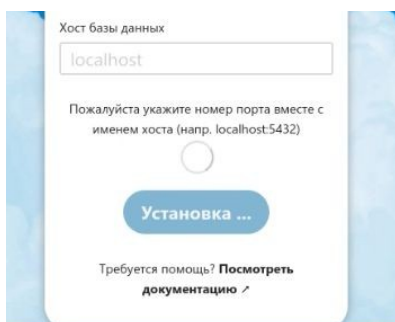 Хост базы данных
localhost
Пожалуйста укажите номер порта вместе с
именем хоста (напр. localhost:5432)
Установка ...
Требуется помощь? Посмотреть
документацию ↗